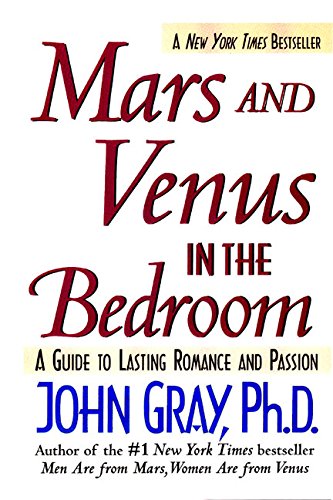 A New York Times Bestseller
Mars and
Venus
in the
Bedroom
A Guide to Lasting Romance and Passion
John Gray, Ph.D.
Author of the #1 New York Times bestseller
Men Are from Mars, Women Are from Venus